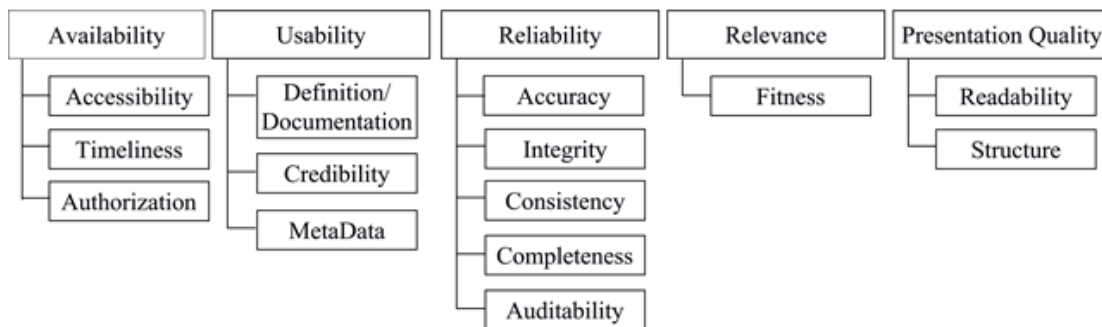 Availability
Usability
Reliability
Relevance
Presentation Quality
Accessibility
Timeliness
Authorization
Definition/
Documentation
Credibility
MetaData
Accuracy
Integrity
Consistency
Completeness
Auditability
Fitness
Readability
Structure